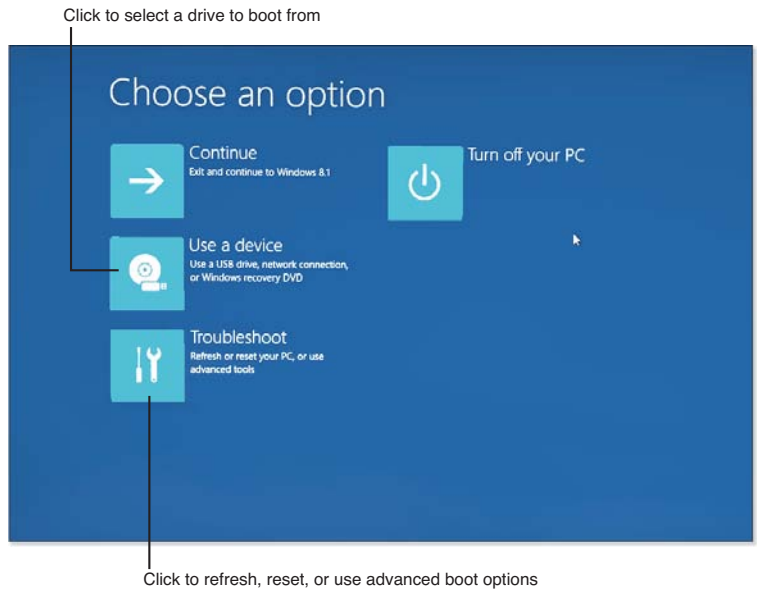 Click to select a drive to boot from
Choose an option
Continue
Exit and continue to Windows 8.1
Turn off your PC
Use a device
Use a USB drive, network connection,
or Windows recovery DVD
Troubleshoot
Refresh or reset your PC, or use
advanced tools
Click to refresh, reset, or use advanced boot options